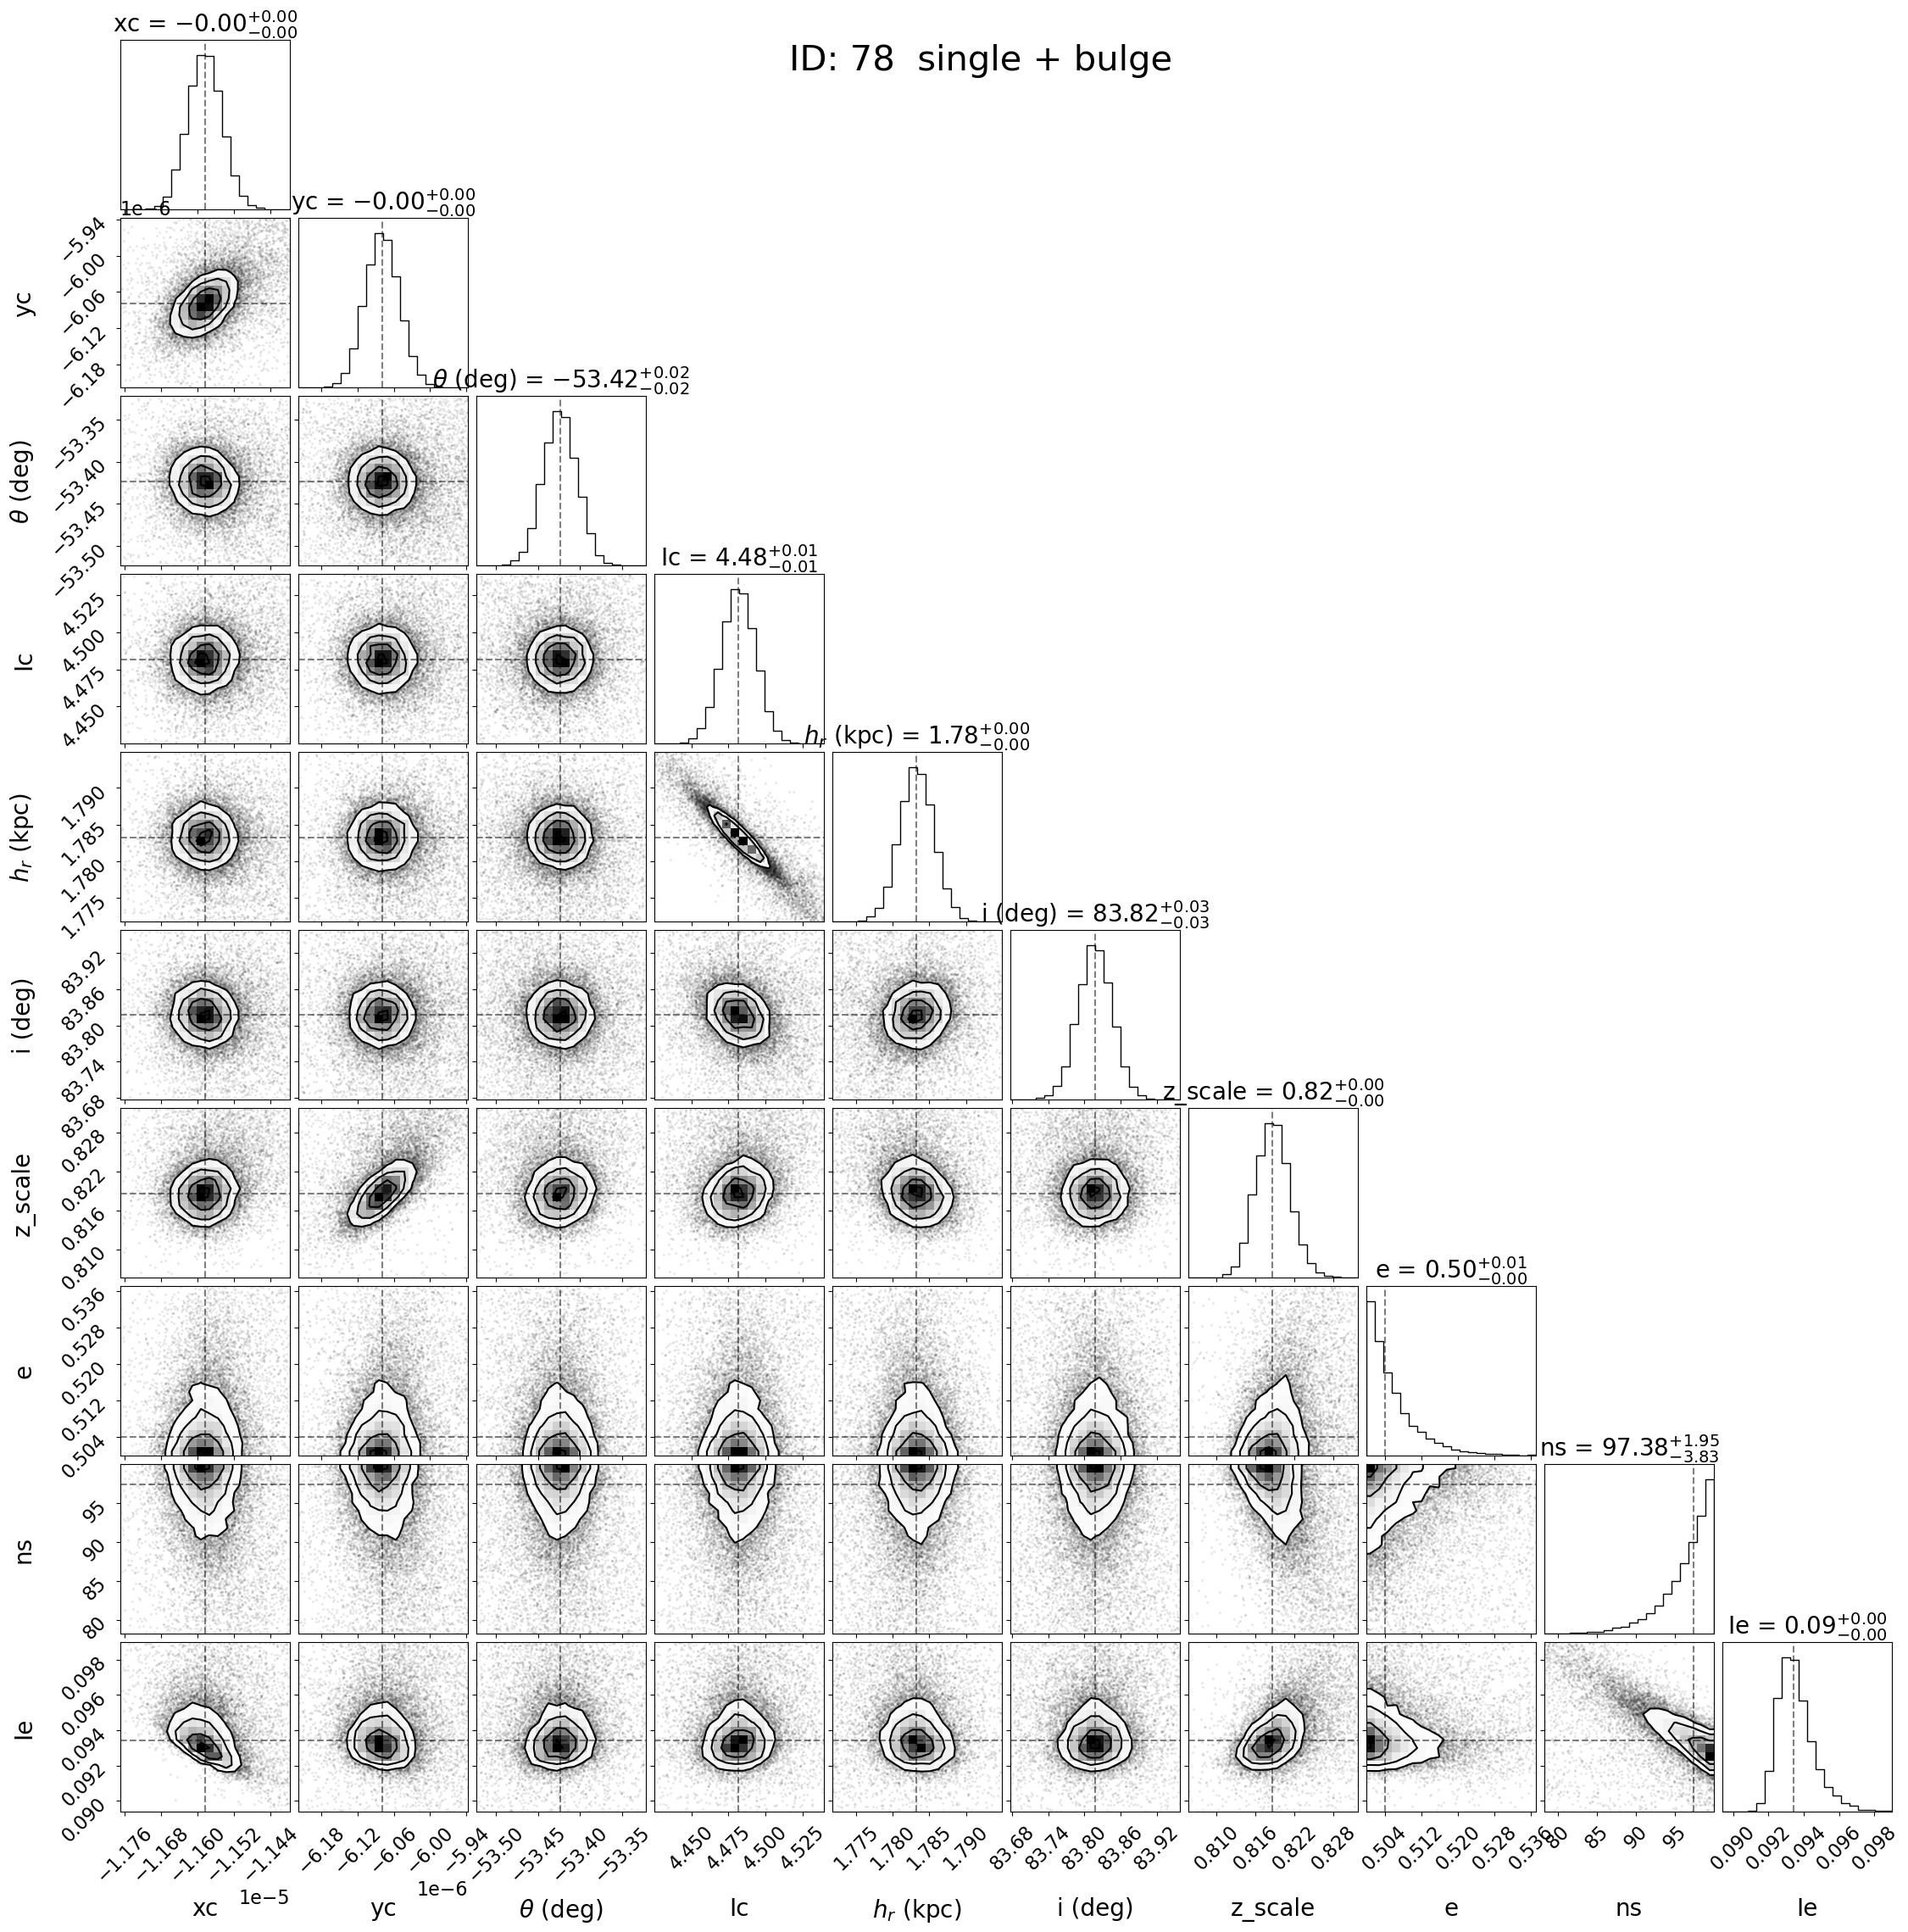 ID: 78  single + bulge
xc = −0.00 +0.00 −0.00
yc = −0.00 +0.00 −0.00
θ (deg) = −53.42 +0.02 −0.02
Ic = 4.48 +0.01 −0.01
h_r (kpc) = 1.78 +0.00 −0.00
i (deg) = 83.82 +0.03 −0.03
z_scale = 0.82 +0.00 −0.00
e = 0.50 +0.01 −0.00
ns = 97.38 +1.95 −3.83
Ie = 0.09 +0.00 −0.00
1e−6
yc
−5.94
−6.00
−6.06
−6.12
−6.18
θ (deg)
−53.35
−53.40
−53.45
−53.50
Ic
4.525
4.500
4.475
4.450
h_r (kpc)
1.790
1.785
1.780
1.775
i (deg)
83.92
83.86
83.80
83.74
83.68
z_scale
0.828
0.822
0.816
0.810
e
0.536
0.528
0.520
0.512
0.504
ns
95
90
85
80
Ie
0.098
0.096
0.094
0.092
0.090
−1.176 −1.168 −1.160 −1.152 −1.144
1e−5
xc
−6.18 −6.12 −6.06 −6.00 −5.94
1e−6
yc
−53.50 −53.45 −53.40 −53.35
θ (deg)
4.450 4.475 4.500 4.525
Ic
1.775 1.780 1.785 1.790
h_r (kpc)
83.68 83.74 83.80 83.86 83.92
i (deg)
0.810 0.816 0.822 0.828
z_scale
0.504 0.512 0.520 0.528 0.536
e
80 85 90 95
ns
0.090 0.092 0.094 0.096 0.098
Ie